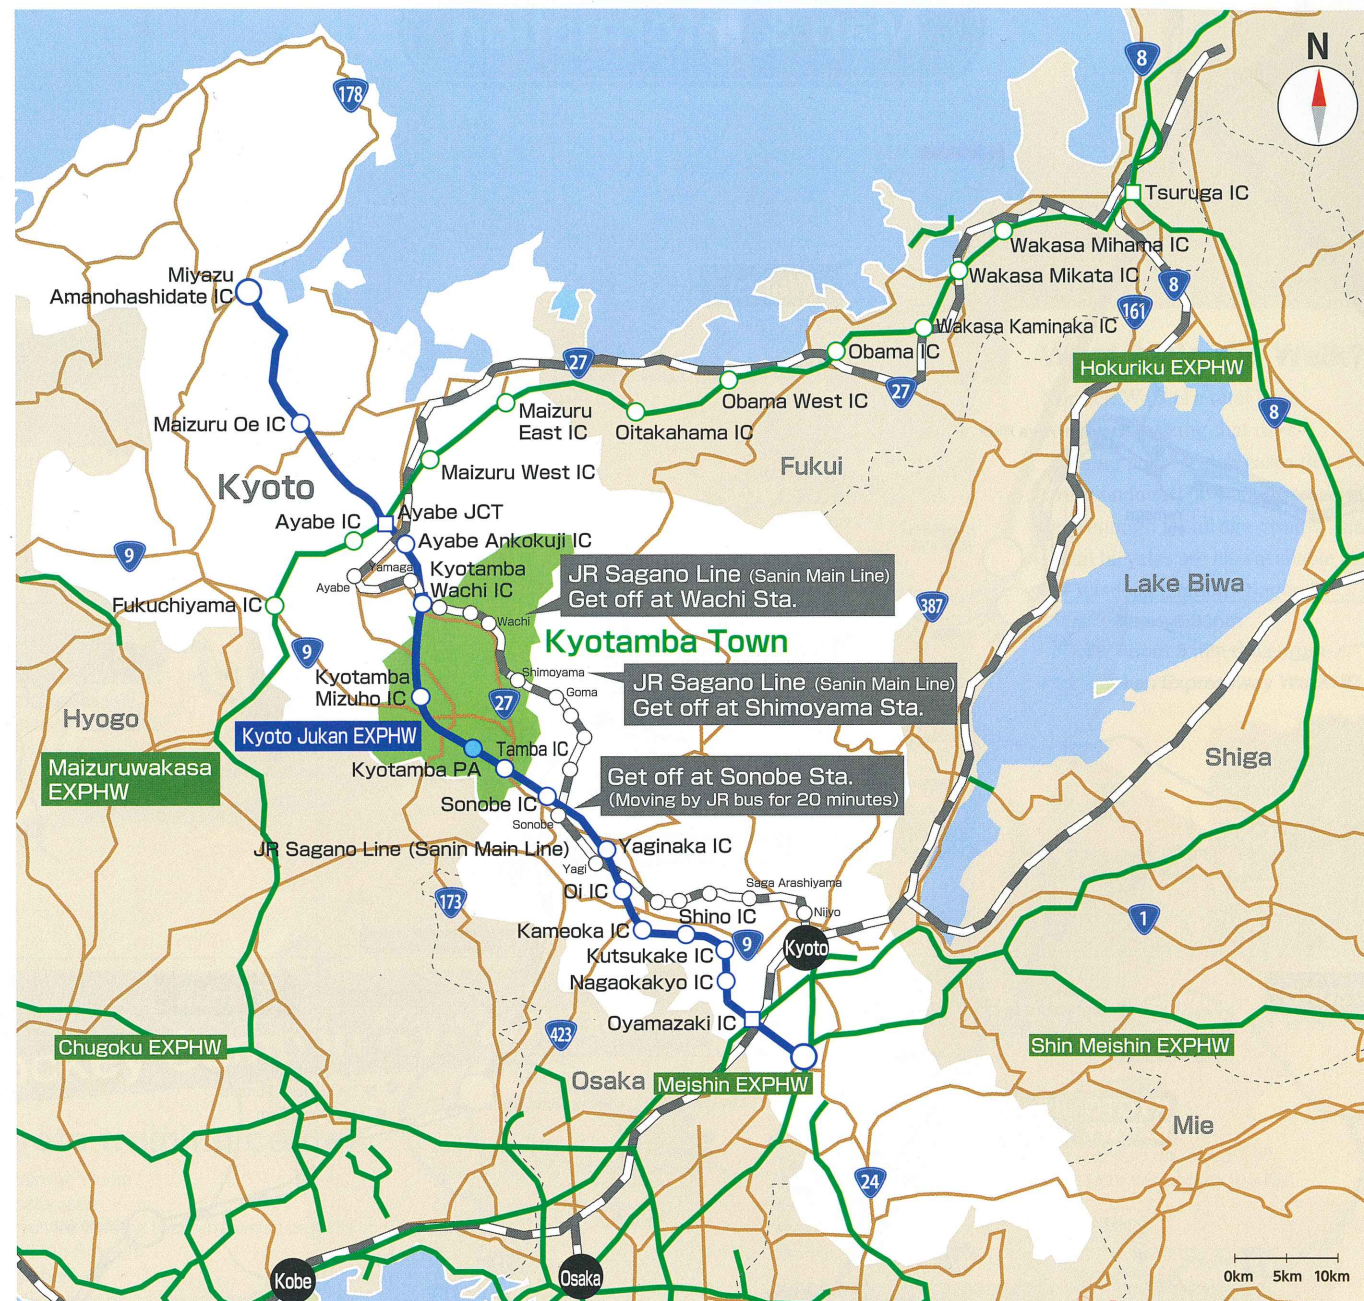 N
178
8
Tsuruga IC
Wakasa Mihama IC
Miyazu
Amanohashidate IC
Wakasa Mikata IC
8
161
Wakasa Kaminaka IC
Obama IC
27
Hokuriku EXPHW
27
Obama West IC
8
Maizuru
East IC
Oitakahama IC
Maizuru Oe IC
Fukui
Maizuru West IC
Kyoto
Ayabe JCT
Ayabe IC
Ayabe Ankokuji IC
9
Yamaga
Kyotamba
Wachi IC
Ayabe
JR Sagano Line (Sanin Main Line)
Get off at Wachi Sta.
Lake Biwa
387
Fukuchiyama IC
Wachi
Kyotamba Town
9
Shimoyama
Kyotamba
Mizuho IC
Goma
JR Sagano Line (Sanin Main Line)
Get off at Shimoyama Sta.
27
Hyogo
Kyoto Jukan EXPHW
Tamba IC
Shiga
Maizuruwakasa
EXPHW
Kyotamba PA
Get off at Sonobe Sta.
(Moving by JR bus for 20 minutes)
Sonobe IC
Sonobe
JR Sagano Line (Sanin Main Line)
Yaginaka IC
Yagi
Oi IC
Saga Arashiyama
173
Shino IC
Nijyo
1
Kameoka IC
9
Kyoto
Kutsukake IC
Nagaokakyo IC
Oyamazaki IC
423
Chugoku EXPHW
Shin Meishin EXPHW
Osaka
Meishin EXPHW
Mie
24
Kobe
Osaka
0km 5km 10km